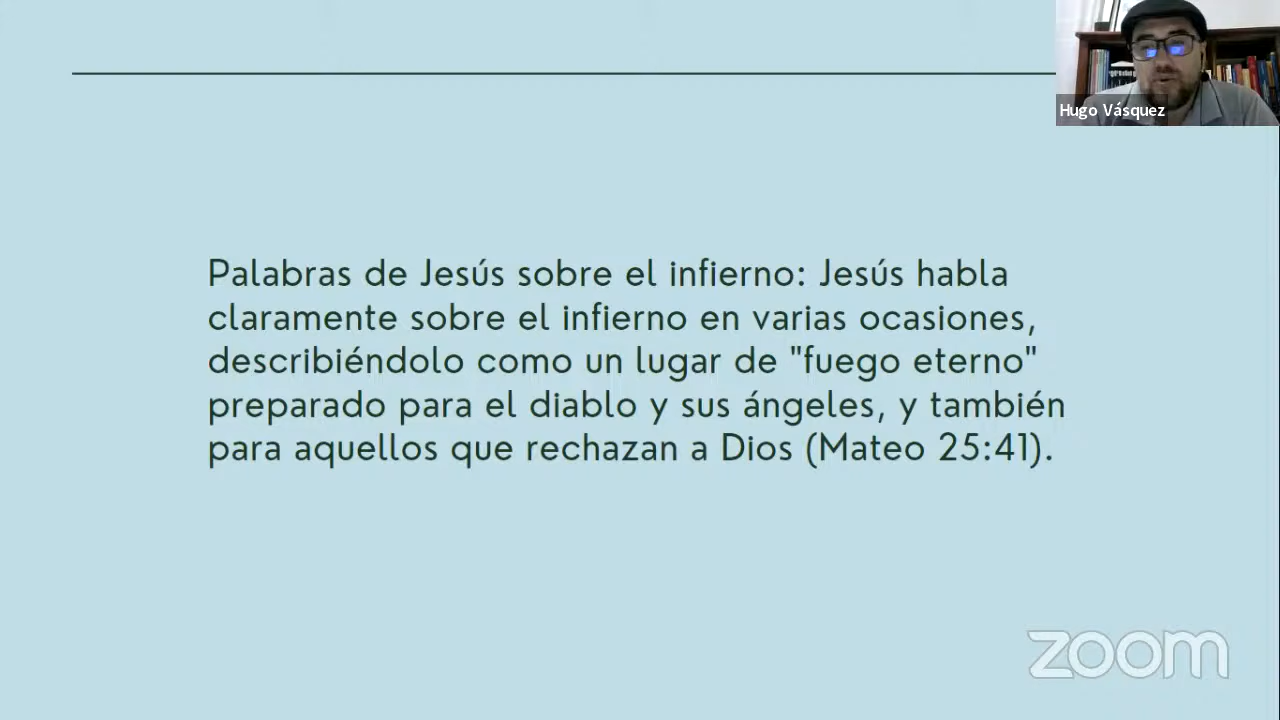 Hugo Vásquez
Palabras de Jesús sobre el infierno: Jesús habla
claramente sobre el infierno en varias ocasiones,
describiéndolo como un lugar de "fuego eterno"
preparado para el diablo y sus ángeles, y también
para aquellos que rechazan a Dios (Mateo 25:41).
zoom